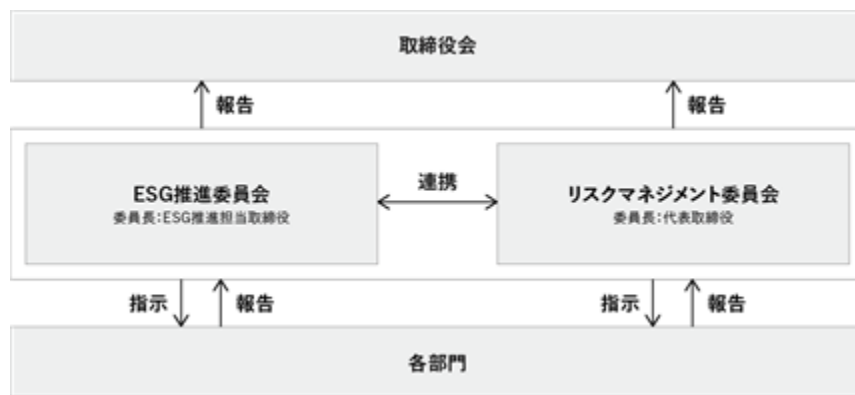 取締役会
報告
報告
ESG推進委員会
委員長:ESG推進担当取締役
連携
リスクマネジメント委員会
委員長:代表取締役
指示
報告
指示
報告
各部門